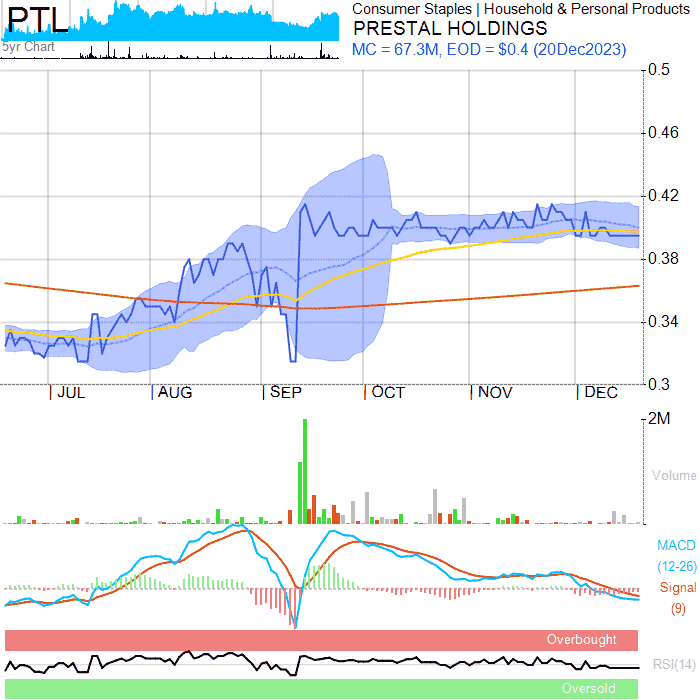 PTL
5yr Chart
Consumer Staples | Household & Personal Products
PRESTAL HOLDINGS
MC = 67.3M, EOD = $0.4 (20Dec2023)
0.5
0.46
0.42
0.38
0.34
0.3
JUL AUG SEP OCT NOV DEC
2M
Volume
MACD
(12-26)
Signal
(9)
Overbought
RSI(14)
Oversold